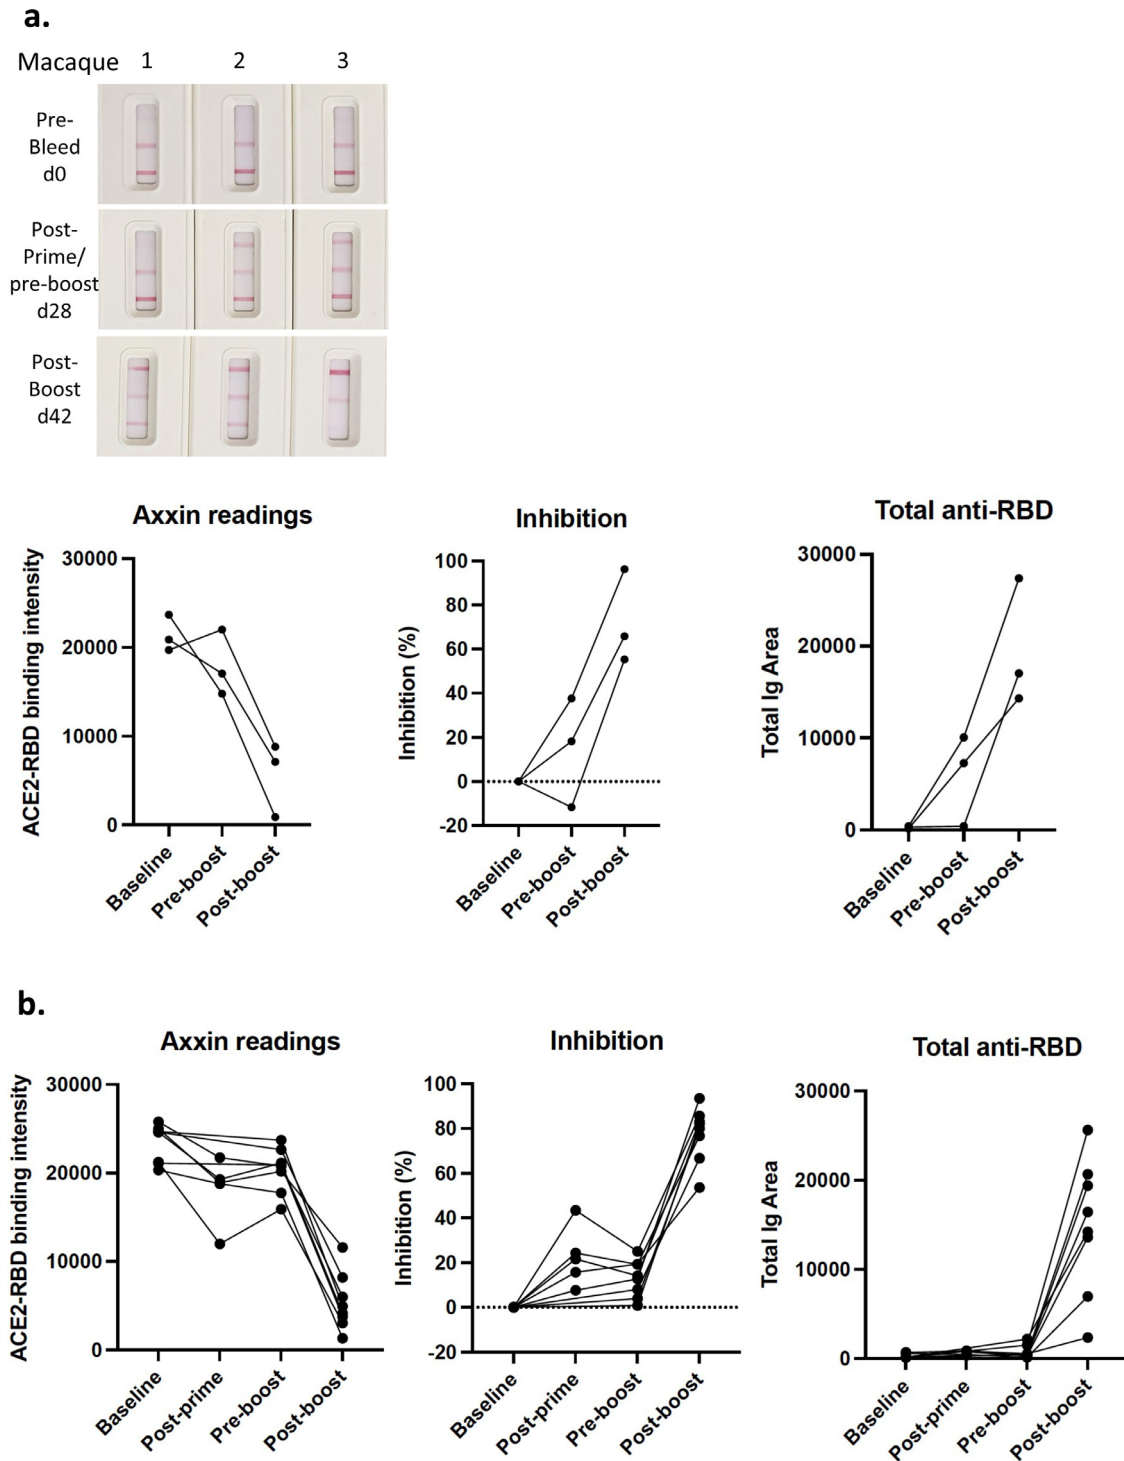 a.
Macaque 1 2 3
Pre-
Bleed
d0
Post-
Prime/
pre-boost
d28
Post-
Boost
d42
Axxin readings
ACE2-RBD binding intensity
30000
20000
10000
0
Baseline
Pre-boost
Post-boost
Inhibition
Inhibition (%)
100
80
60
40
20
0
-20
Baseline
Pre-boost
Post-boost
Total anti-RBD
Total Ig Area
30000
20000
10000
0
Baseline
Pre-boost
Post-boost
b.
Axxin readings
ACE2-RBD binding intensity
30000
20000
10000
0
Baseline
Post-prime
Pre-boost
Post-boost
Inhibition
Inhibition (%)
100
80
60
40
20
0
-20
Baseline
Post-prime
Pre-boost
Post-boost
Total anti-RBD
Total Ig Area
30000
20000
10000
0
Baseline
Post-prime
Pre-boost
Post-boost